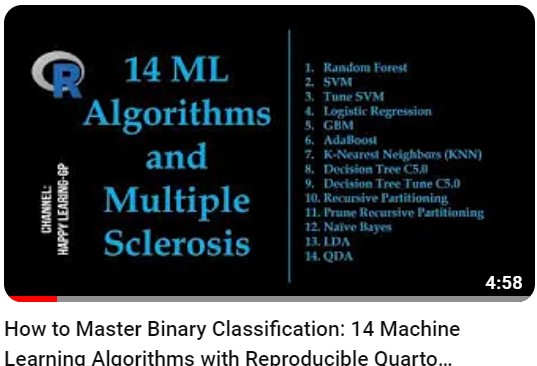 R
14 ML
Algorithms
and
Multiple
Sclerosis
CHANNEL:
HAPPY LEARING-GP
1. Random Forest
2. SVM
3. Tune SVM
4. Logistic Regression
5. GBM
6. AdaBoost
7. K-Nearest Neighbors (KNN)
8. Decision Tree C5.0
9. Decision Tree Tune C5.0
10. Recursive Partitioning
11. Prune Recursive Partitioning
12. Naïve Bayes
13. LDA
14. QDA
4:58
How to Master Binary Classification: 14 Machine
Learning Algorithms with Reproducible Quarto...